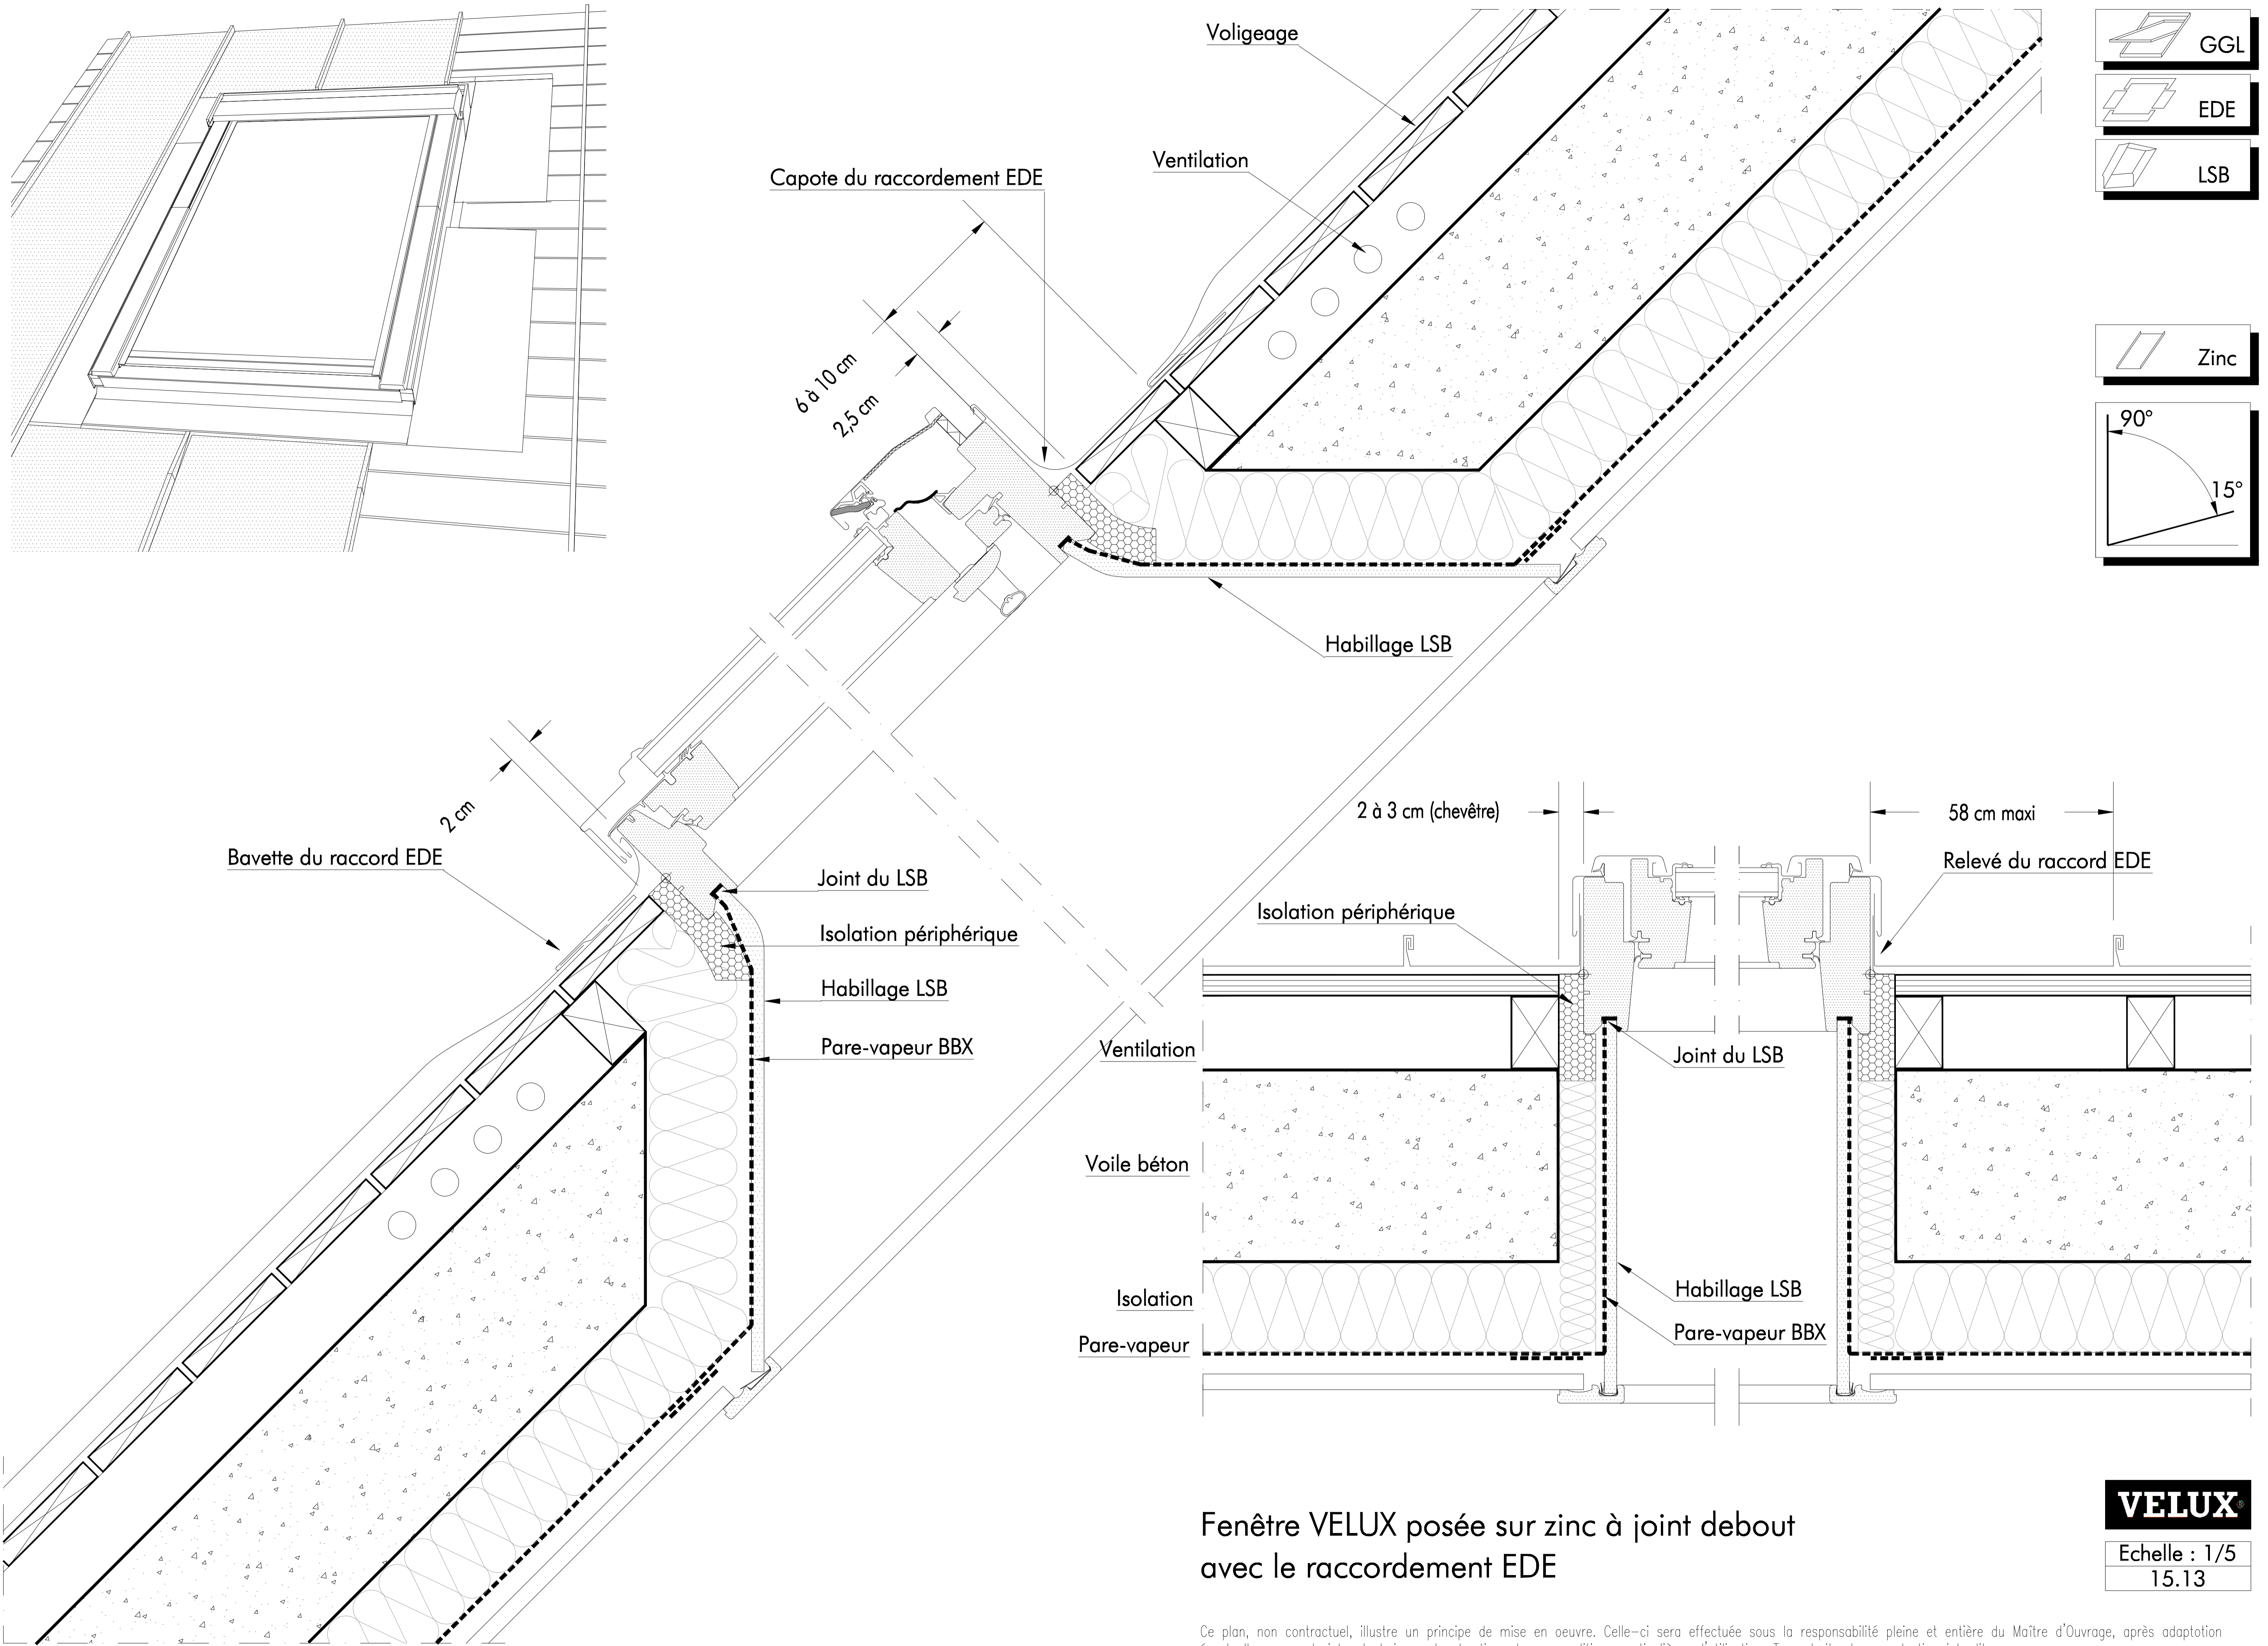 Voligeage
GGL
Ventilation
EDE
Capote du raccordement EDE
LSB
Zinc
6 à 10 cm
2,5 cm
90°
15°
Habillage LSB
2 cm
2 à 3 cm (chevêtre)
58 cm maxi
Bavette du raccord EDE
Relevé du raccord EDE
Joint du LSB
Isolation périphérique
Isolation périphérique
Habillage LSB
Pare-vapeur BBX
Ventilation
Joint du LSB
Voile béton
Habillage LSB
Isolation
Pare-vapeur BBX
Pare-vapeur
VELUX®
Fenêtre VELUX posée sur zinc à joint debout
avec le raccordement EDE
Echelle : 1/5
15.13
Ce plan, non contractuel, illustre un principe de mise en oeuvre. Celle-ci sera effectuée sous la responsabilité pleine et entière du Maître d'Ouvrage, après adaptotion